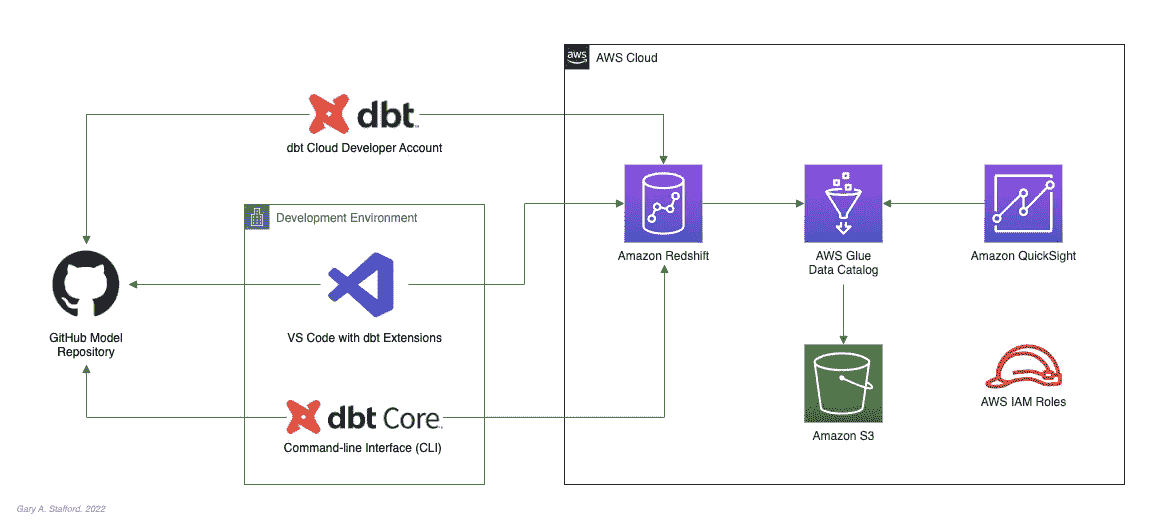 aws
AWS Cloud
dbt
dbt Cloud Developer Account
Development Environment
Amazon Redshift
AWS Glue
Data Catalog
Amazon QuickSight
GitHub Model
Repository
VS Code with dbt Extensions
AWS IAM Roles
dbt Core
Command-line Interface (CLI)
Amazon S3
Gary A. Stafford. 2022